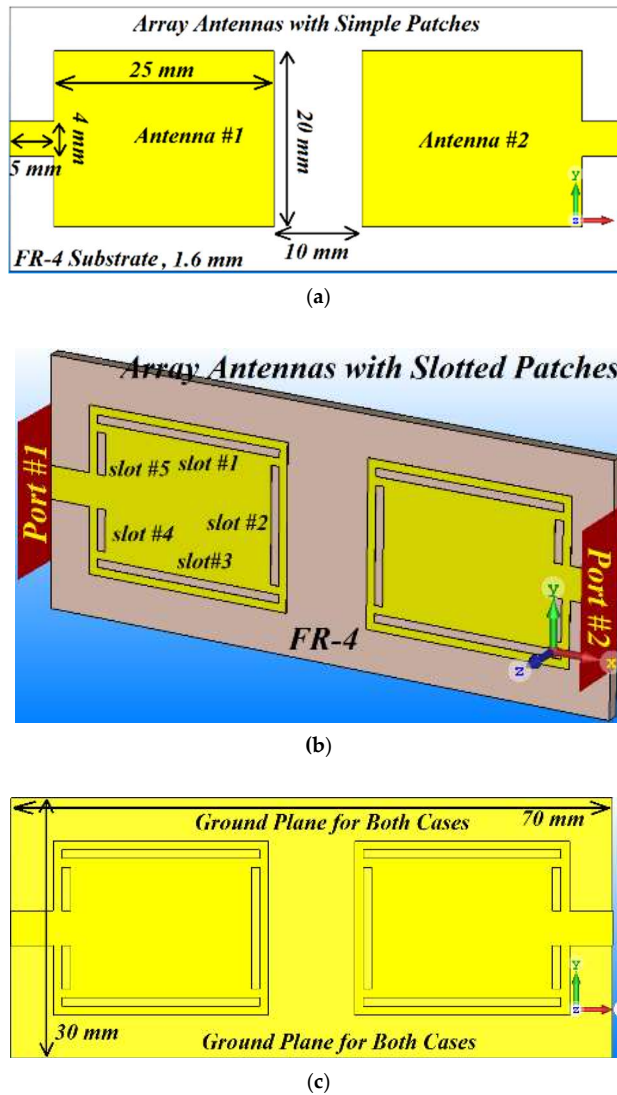 Array Antennas with Simple Patches
25 mm
4 mm
Antenna #1
20 mm
Antenna #2
5 mm
y
z
10 mm
FR-4 Substrate, 1.6 mm
(a)
Array Antennas with Slotted Patches
Port #1
slot #5
slot #1
slot #4
slot #2
slot#3
FR-4
Port #2
y
x
z
(b)
Ground Plane for Both Cases
70 mm
y
z
30 mm
Ground Plane for Both Cases
(c)